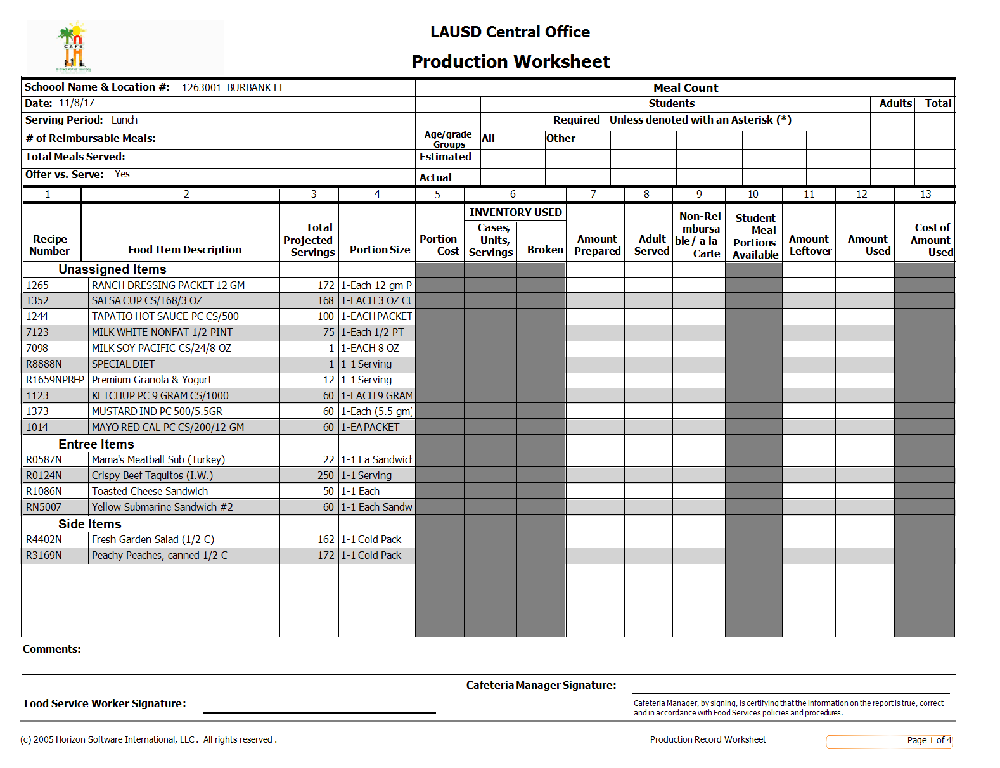 CAFE
LA
LAUSD Central Office
Production Worksheet
Schoool Name & Location #: 1263001 BURBANK EL
Meal Count
Date: 11/8/17
Students Adults Total
Serving Period: Lunch
Required - Unless denoted with an Asterisk (*)
# of Reimbursable Meals:
Age/grade Groups All Other
Total Meals Served:
Estimated
Offer vs. Serve: Yes
Actual
1 2 3 4 5 6 7 8 9 10 11 12 13
Recipe Number Food Item Description Total Projected Servings Portion Size Portion Cost INVENTORY USED Cases, Units, Servings Broken Amount Prepared Adult Served Non-Rei mbursa ble/ a la Carte Student Meal Portions Available Amount Leftover Amount Used Cost of Amount Used
Unassigned Items
1265 RANCH DRESSING PACKET 12 GM 172 1-Each 12 gm P
1352 SALSA CUP CS/168/3 OZ 168 1-EACH 3 OZ CU
1244 TAPATIO HOT SAUCE PC CS/500 100 1-EACH PACKET
7123 MILK WHITE NONFAT 1/2 PINT 75 1-Each 1/2 PT
7098 MILK SOY PACIFIC CS/24/8 OZ 1 1-EACH 8 OZ
R8888N SPECIAL DIET 1 1-1 Serving
R1659NPREP Premium Granola & Yogurt 12 1-1 Serving
1123 KETCHUP PC 9 GRAM CS/1000 60 1-EACH 9 GRAM
1373 MUSTARD IND PC 500/5.5GR 60 1-Each (5.5 gm)
1014 MAYO RED CAL PC CS/200/12 GM 60 1-EA PACKET
Entree Items
R0587N Mama's Meatball Sub (Turkey) 22 1-1 Ea Sandwich
R0124N Crispy Beef Taquitos (I.W.) 250 1-1 Serving
R1086N Toasted Cheese Sandwich 50 1-1 Each
RN5007 Yellow Submarine Sandwich #2 60 1-1 Each Sandw
Side Items
R4402N Fresh Garden Salad (1/2 C) 162 1-1 Cold Pack
R3169N Peachy Peaches, canned 1/2 C 172 1-1 Cold Pack
Comments:
Cafeteria Manager Signature:
Food Service Worker Signature:
Cafeteria Manager, by signing, is certifying that the information on the report is true, correct
and in accordance with Food Services policies and procedures.
(c) 2005 Horizon Software International, LLC . All rights reserved .
Production Record Worksheet
Page 1 of 4